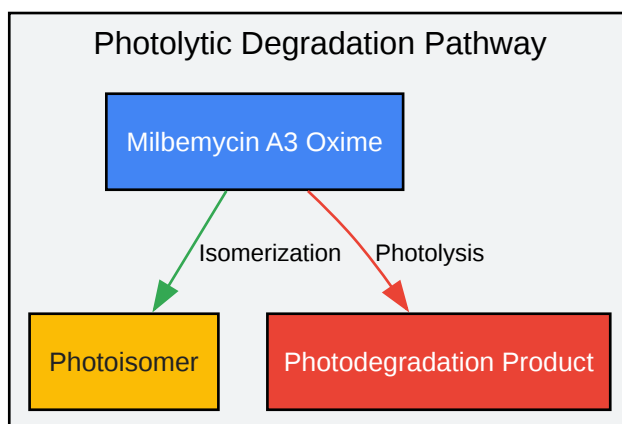 Photolytic Degradation Pathway
Milbemycin A3 Oxime
Isomerization
Photolysis
Photoisomer
Photodegradation Product